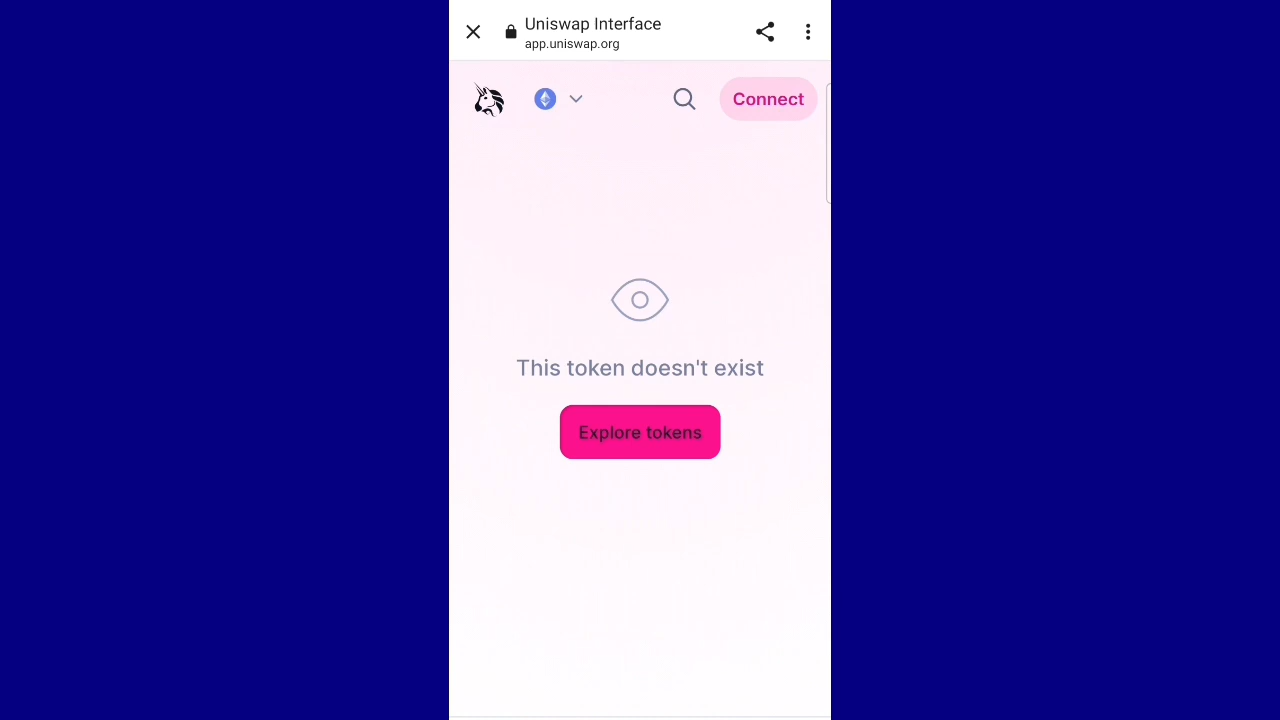 Uniswap Interface
app.uniswap.org
Connect
This token doesn't exist
Explore tokens